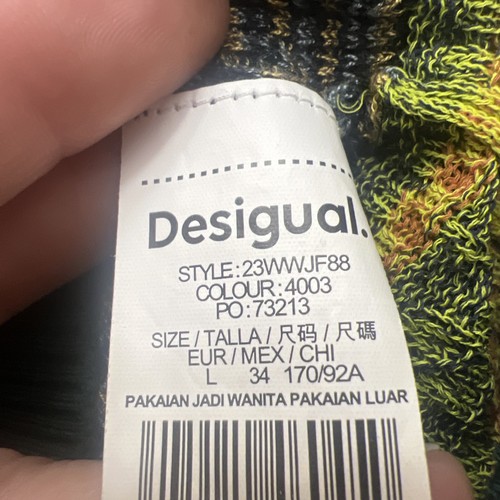 Desigual.
STYLE:23WWJF88
COLOUR:4003
PO:73213
SIZE / TALLA / 尺码 / 尺碼
EUR / MEX / CHI
L 34 170/92A
PAKAIAN JADI WANITA PAKAIAN LUAR